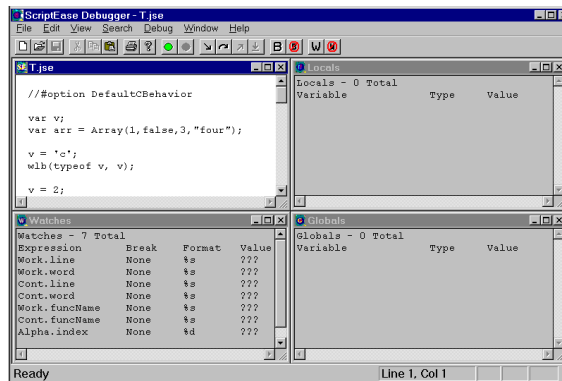 ScriptEase Debugger - T.jse
File Edit View Search Debug Window Help
B B W W
T.jse
//#option DefaultCBehavior
var v;
var arr = Array(1,false,3,"four");
v = 'c';
wlb(typeof v, v);
v = 2;
Locals
Locals - 0 Total
Variable Type Value
Watches
Watches - 7 Total
Expression Break Format Value
Work.line None %s ???
Work.word None %s ???
Cont.line None %s ???
Cont.word None %s ???
Work.funcName None %s ???
Cont.funcName None %s ???
Alpha.index None %d ???
Globals
Globals - 0 Total
Variable Type Value
Ready
Line 1, Col 1